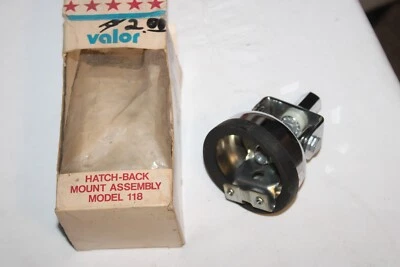 valor
2.00
HATCH-BACK
MOUNT ASSEMBLY
MODEL 118